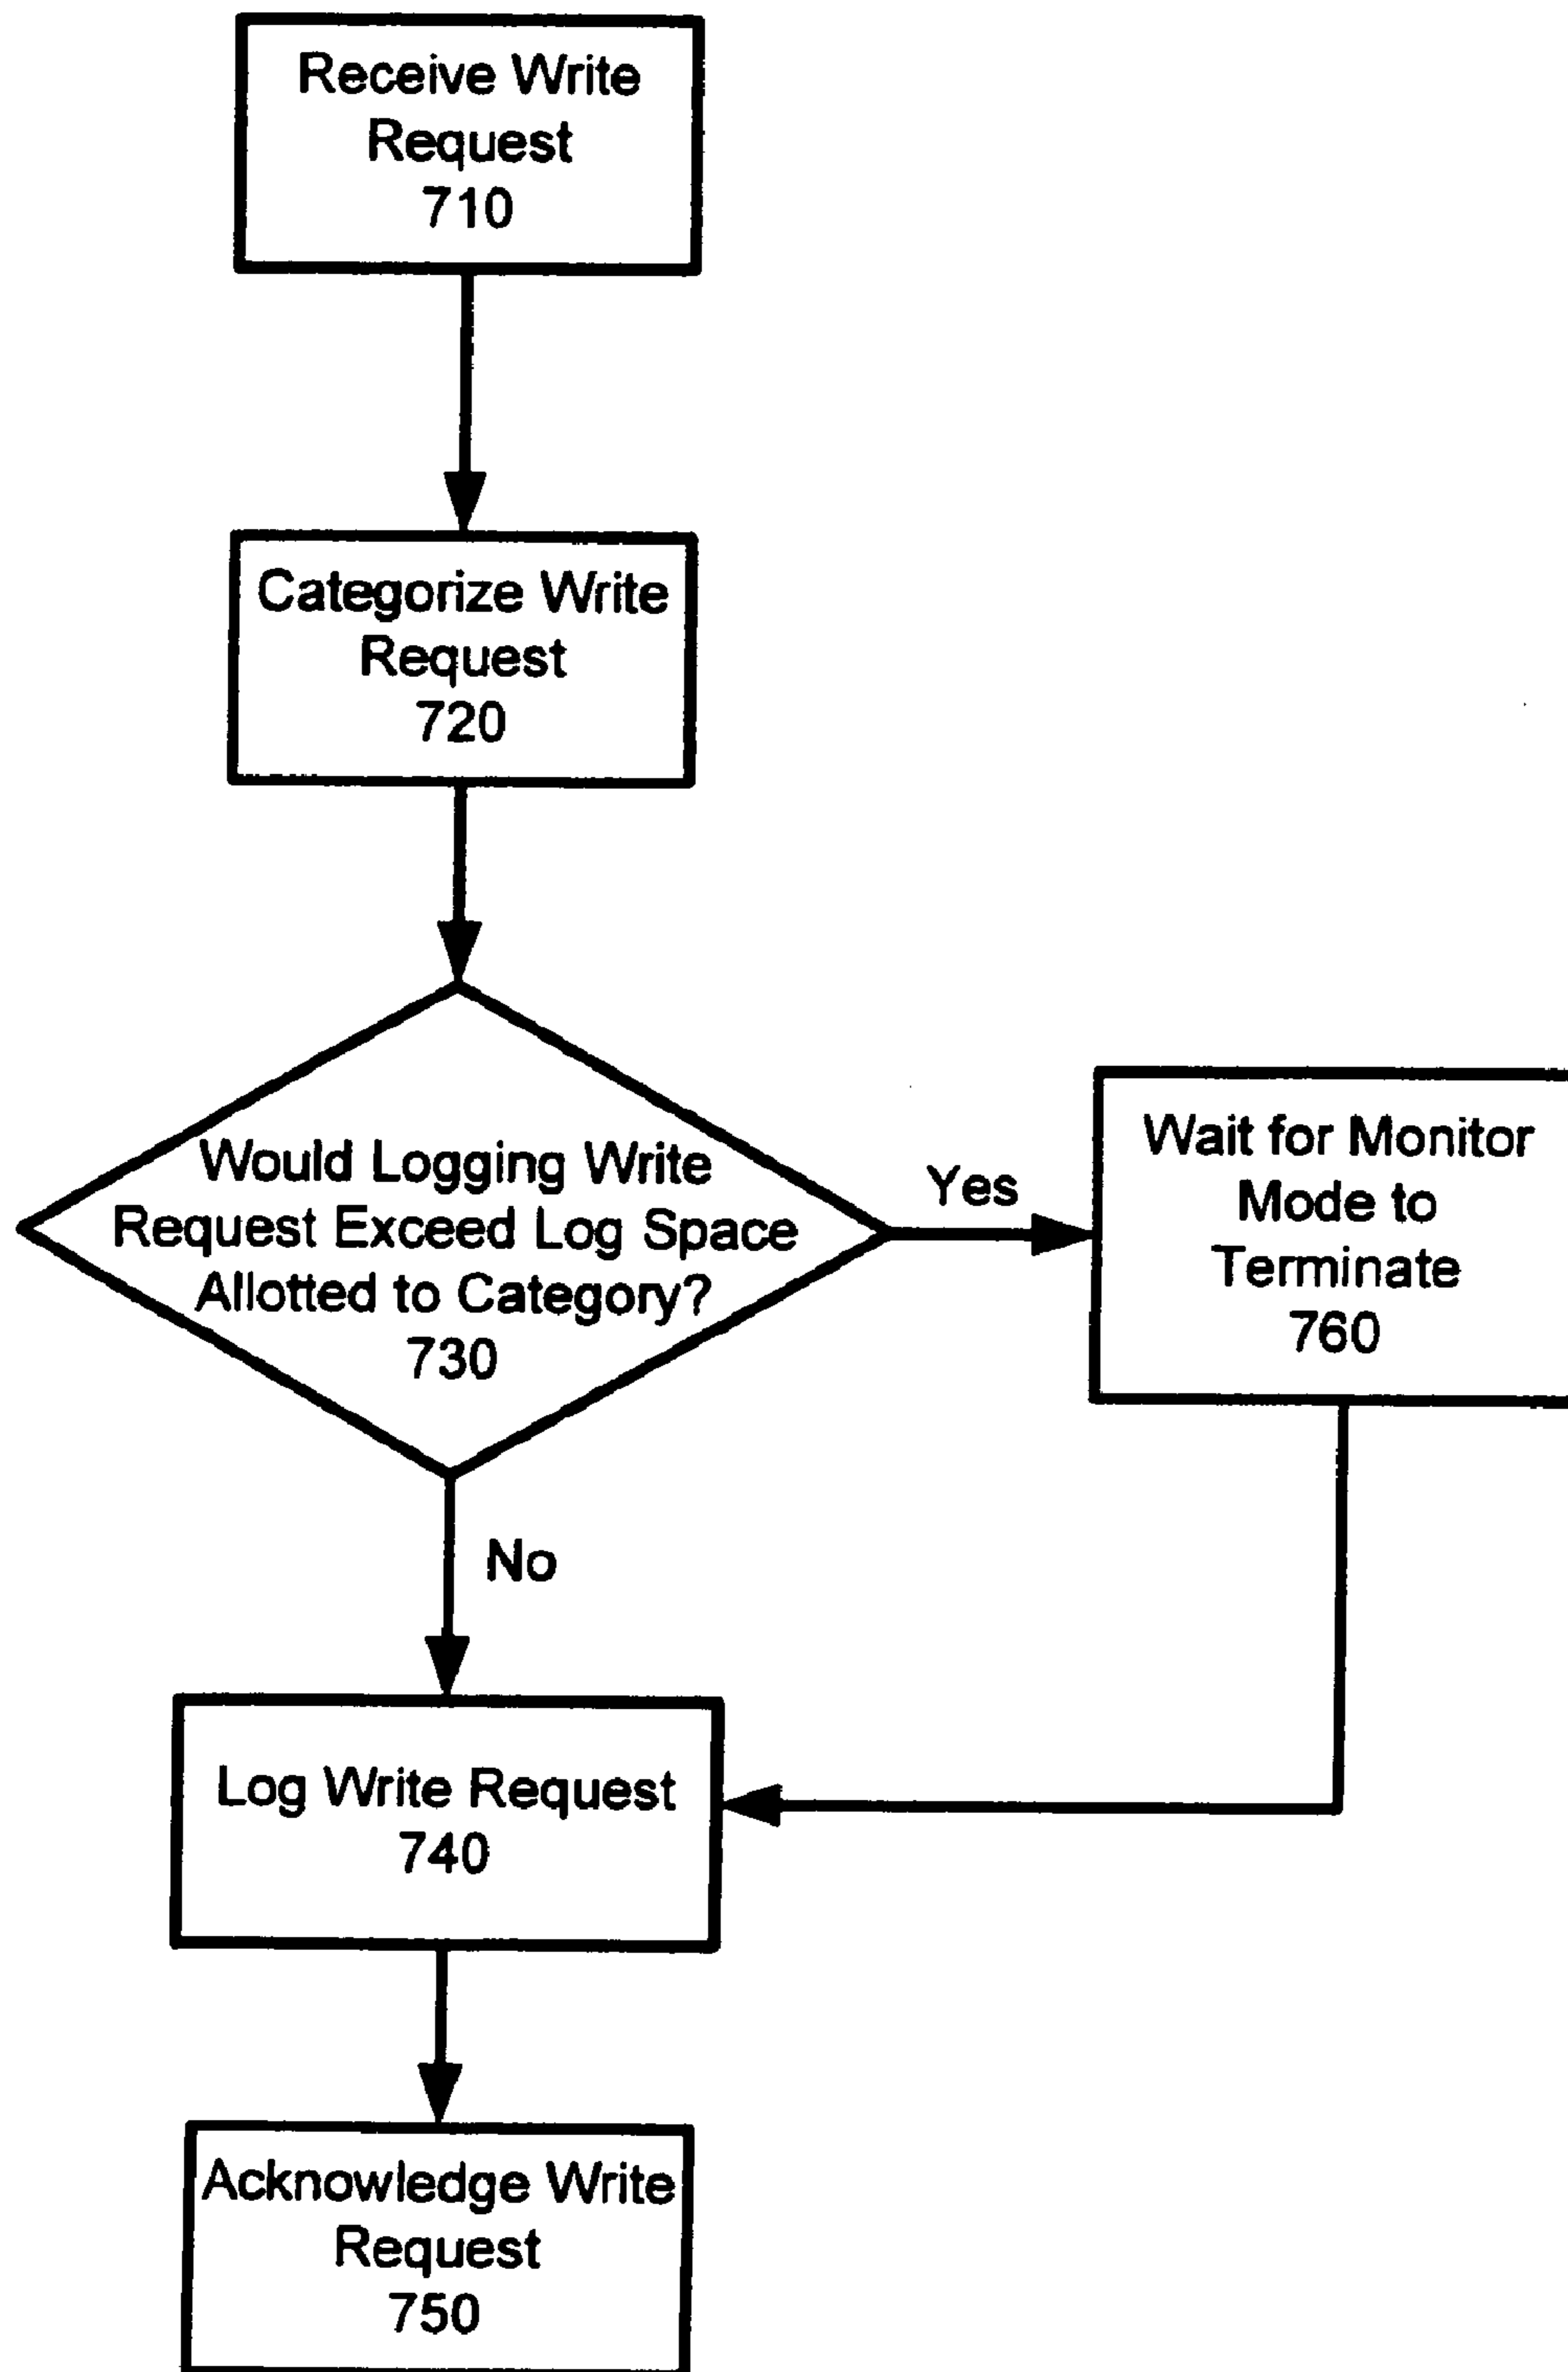 Receive Write
Request
710
Categorize Write
Request
720
Would Logging Write
Request Exceed Log Space
Allotted to Category?
730
Yes
Wait for Monitor
Mode to
Terminate
760
No
Log Write Request
740
Acknowledge Write
Request
750